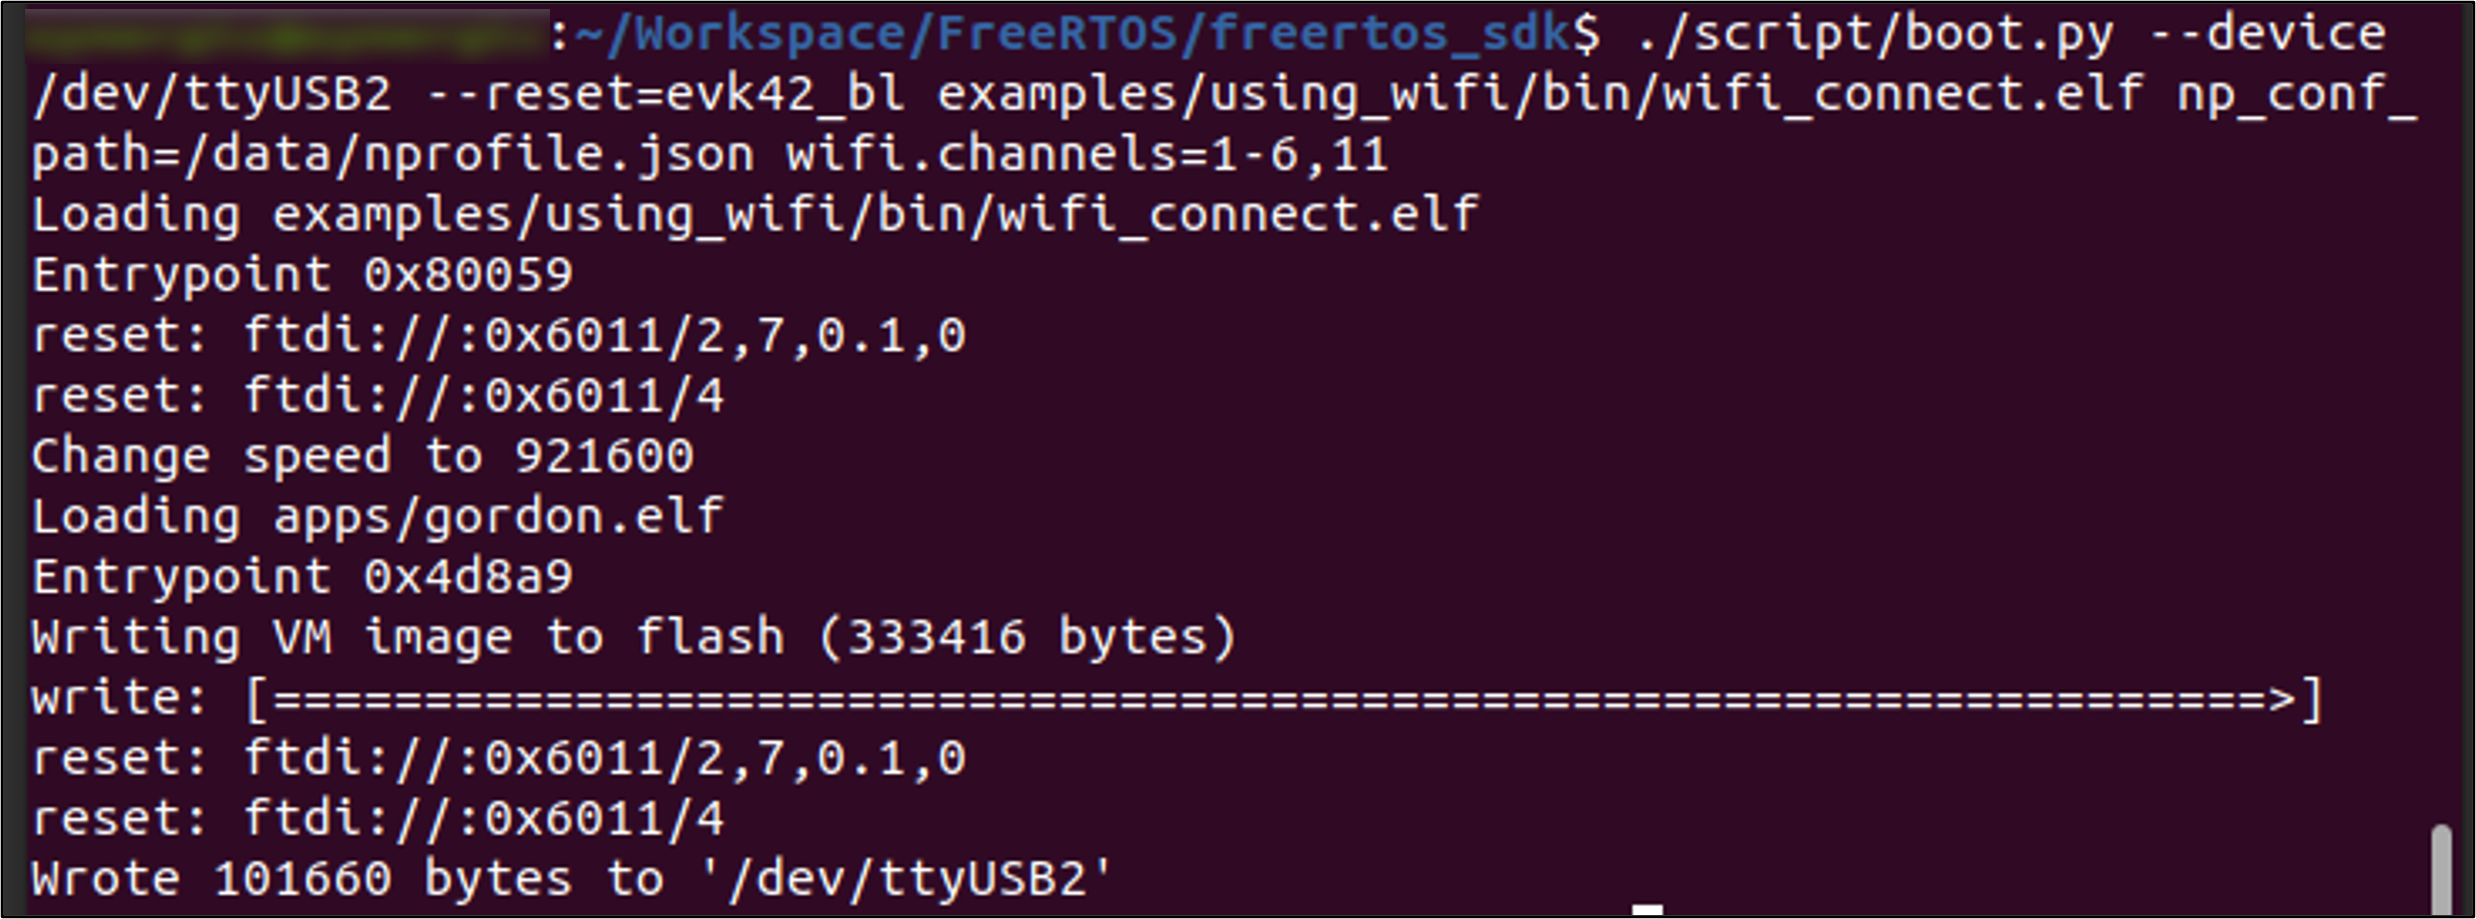 :~/Workspace/FreeRTOS/freertos_sdk$ ./script/boot.py --device
/dev/ttyUSB2 --reset=evk42_bl examples/using_wifi/bin/wifi_connect.elf np_conf_
path=/data/nprofile.json wifi.channels=1-6,11
Loading examples/using_wifi/bin/wifi_connect.elf
Entrypoint 0x80059
reset: ftdi://:0x6011/2,7,0.1,0
reset: ftdi://:0x6011/4
Change speed to 921600
Loading apps/gordon.elf
Entrypoint 0x4d8a9
Writing VM image to flash (333416 bytes)
write: [==================================================================>]
reset: ftdi://:0x6011/2,7,0.1,0
reset: ftdi://:0x6011/4
Wrote 101660 bytes to '/dev/ttyUSB2'